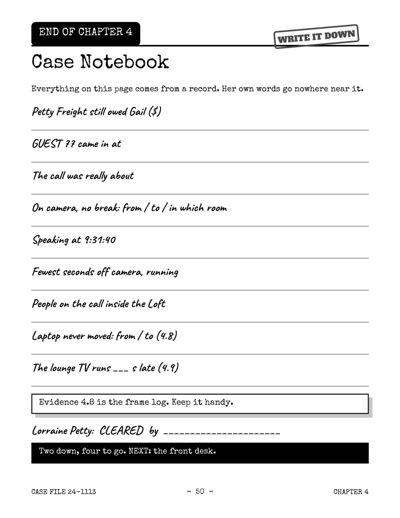 END OF CHAPTER 4
WRITE IT DOWN
Case Notebook
Everything on this page comes from a record. Her own words go nowhere near it.
Petty Freight still owed Gail ($)
GUEST 77 came in at
The call was really about
On camera, no break: from / to / in which room
Speaking at 9:31:40
Fewest seconds off camera, running
People on the call inside the Loft
Laptop never moved: from / to (4.8)
The lounge TV runs ___ s late (4.9)
Evidence 4.8 is the frame log. Keep it handy.
Lorraine Petty: CLEARED by ______________________
Two down, four to go. NEXT: the front desk.
CASE FILE 24-1113
~ 50 ~
CHAPTER 4